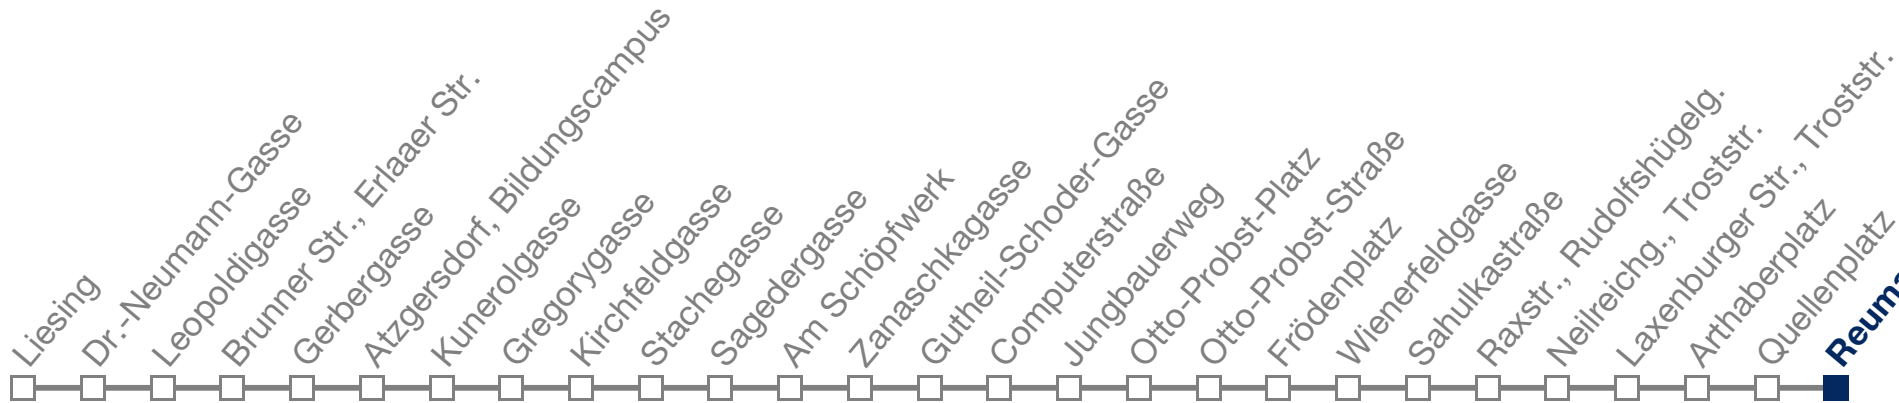 Liesing
Dr.-Neumann-Gasse
Leopoldigasse
Brunner Str., Erlaaer Str.
Gerbergasse
Atzgersdorf, Bildungscampus
Kunerolgasse
Gregorygasse
Kirchfeldgasse
Stachegasse
Sagedergasse
Am Schöpfwerk
Zanaschkagasse
Gutheil-Schoder-Gasse
Computerstraße
Jungbauerweg
Otto-Probst-Platz
Otto-Probst-Straße
Frödenplatz
Wienerfeldgasse
Sahulkastraße
Raxstr., Rudolfshügelg.
Neilreichg., Troststr.
Laxenburger Str., Troststr.
Arthaberplatz
Quellenplatz